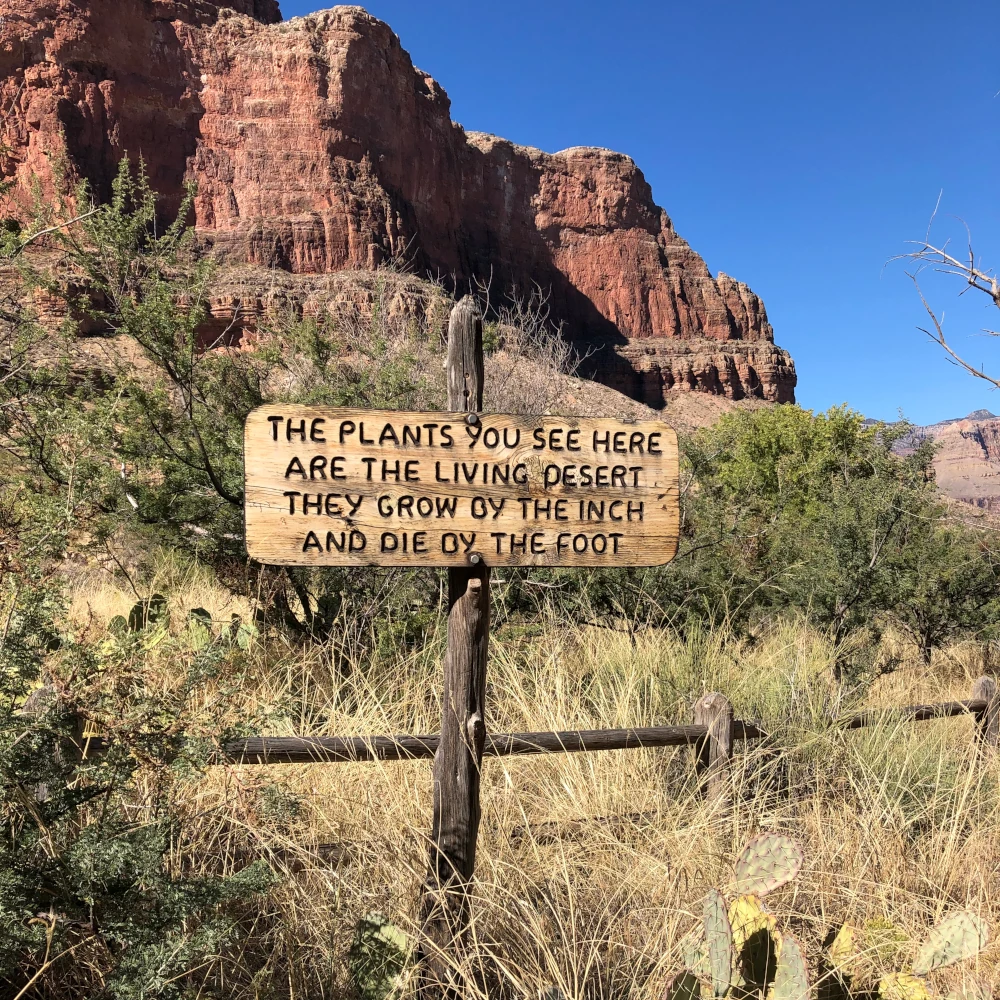 THE PLANTS YOU SEE HERE
ARE THE LIVING DESERT
THEY GROW BY THE INCH
AND DIE BY THE FOOT